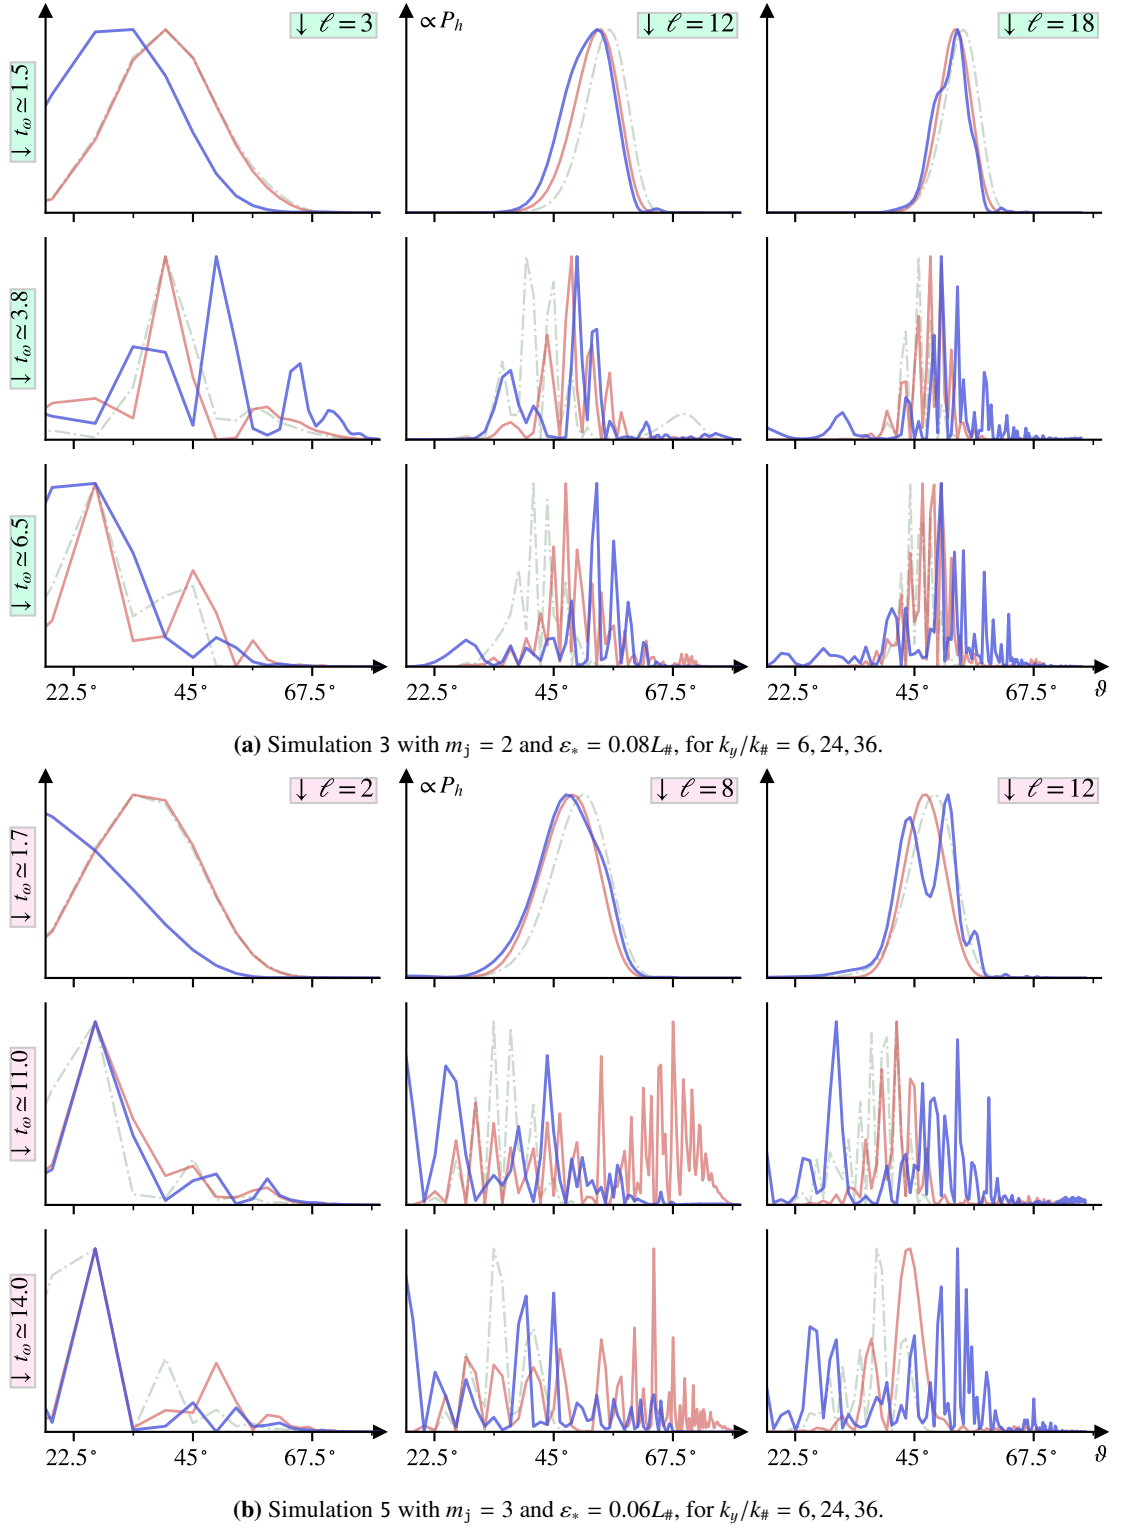 ↓ ℓ = 3
∝ P_h
↓ ℓ = 12
↓ ℓ = 18
↓ t_ω ≃ 1.5
↓ t_ω ≃ 3.8
↓ t_ω ≃ 6.5
22.5° 45° 67.5° 22.5° 45° 67.5° 22.5° 45° 67.5° ϑ
(a) Simulation 3 with m_j = 2 and ε_* = 0.08L_#, for k_y/k_# = 6, 24, 36.
↓ ℓ = 2
∝ P_h
↓ ℓ = 8
↓ ℓ = 12
↓ t_ω ≃ 1.7
↓ t_ω ≃ 11.0
↓ t_ω ≃ 14.0
22.5° 45° 67.5° 22.5° 45° 67.5° 22.5° 45° 67.5° ϑ
(b) Simulation 5 with m_j = 3 and ε_* = 0.06L_#, for k_y/k_# = 6, 24, 36.